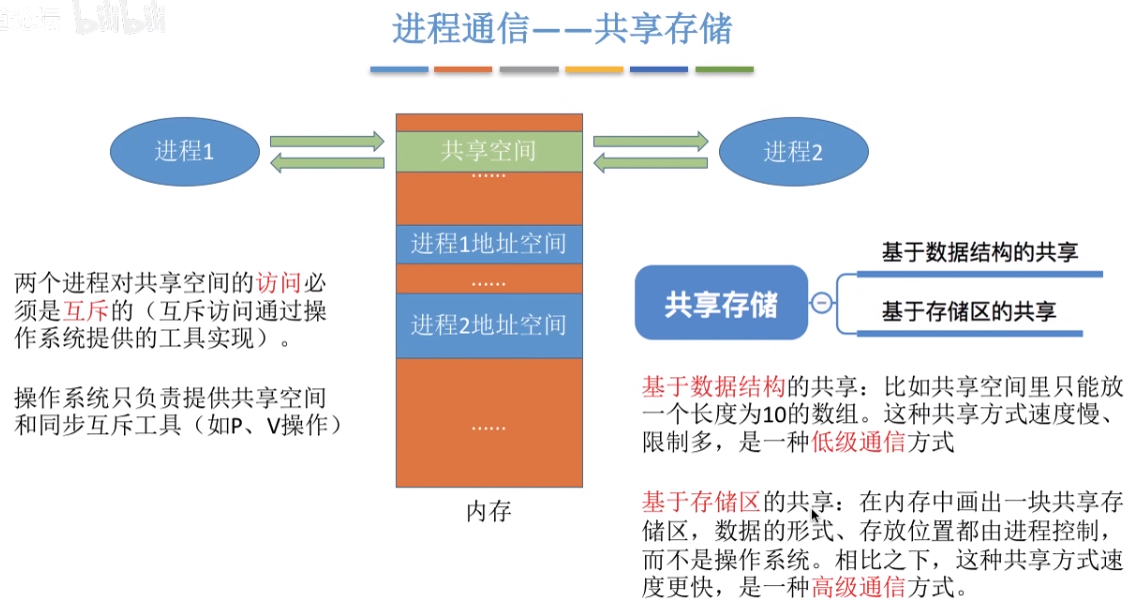 bilibili
进程通信——共享存储
进程1
共享空间
进程2
……
进程1地址空间
……
进程2地址空间
……
内存
两个进程对共享空间的访问必
须是互斥的（互斥访问通过操
作系统提供的工具实现）。
操作系统只负责提供共享空间
和同步互斥工具（如P、V操作）
共享存储
基于数据结构的共享
基于存储区的共享
基于数据结构的共享：比如共享空间里只能放
一个长度为10的数组。这种共享方式速度慢、
限制多，是一种低级通信方式
基于存储区的共享：在内存中画出一块共享存
储区，数据的形式、存放位置都由进程控制，
而不是操作系统。相比之下，这种共享方式速
度更快，是一种高级通信方式。